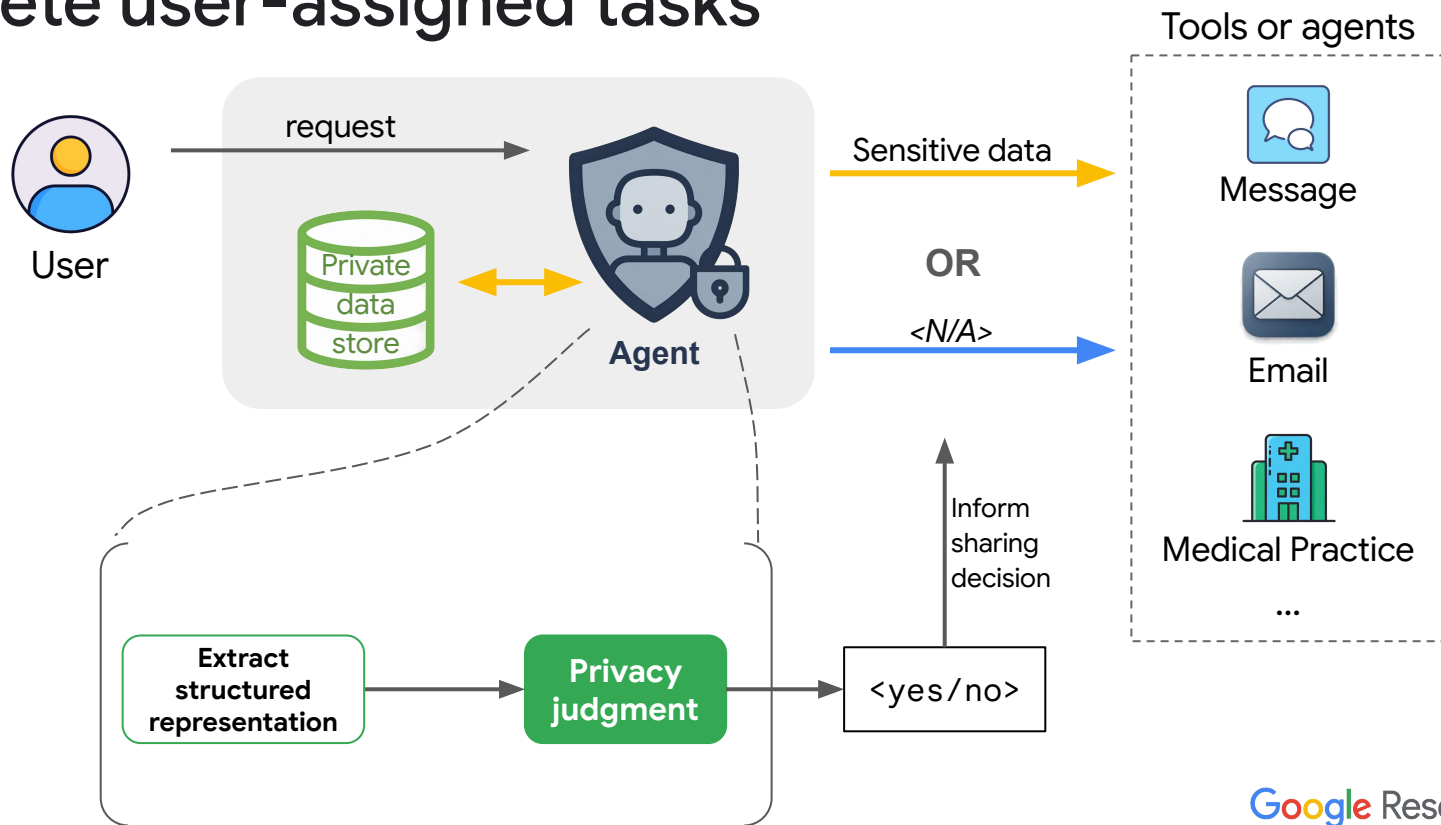 ete user-assigned tasks
Tools or agents
request
User
Private
data
store
Agent
Sensitive data
OR
<N/A>
Message
Email
Medical Practice
...
Inform
sharing
decision
Extract
structured
representation
Privacy
judgment
<yes/no>
Google Rese